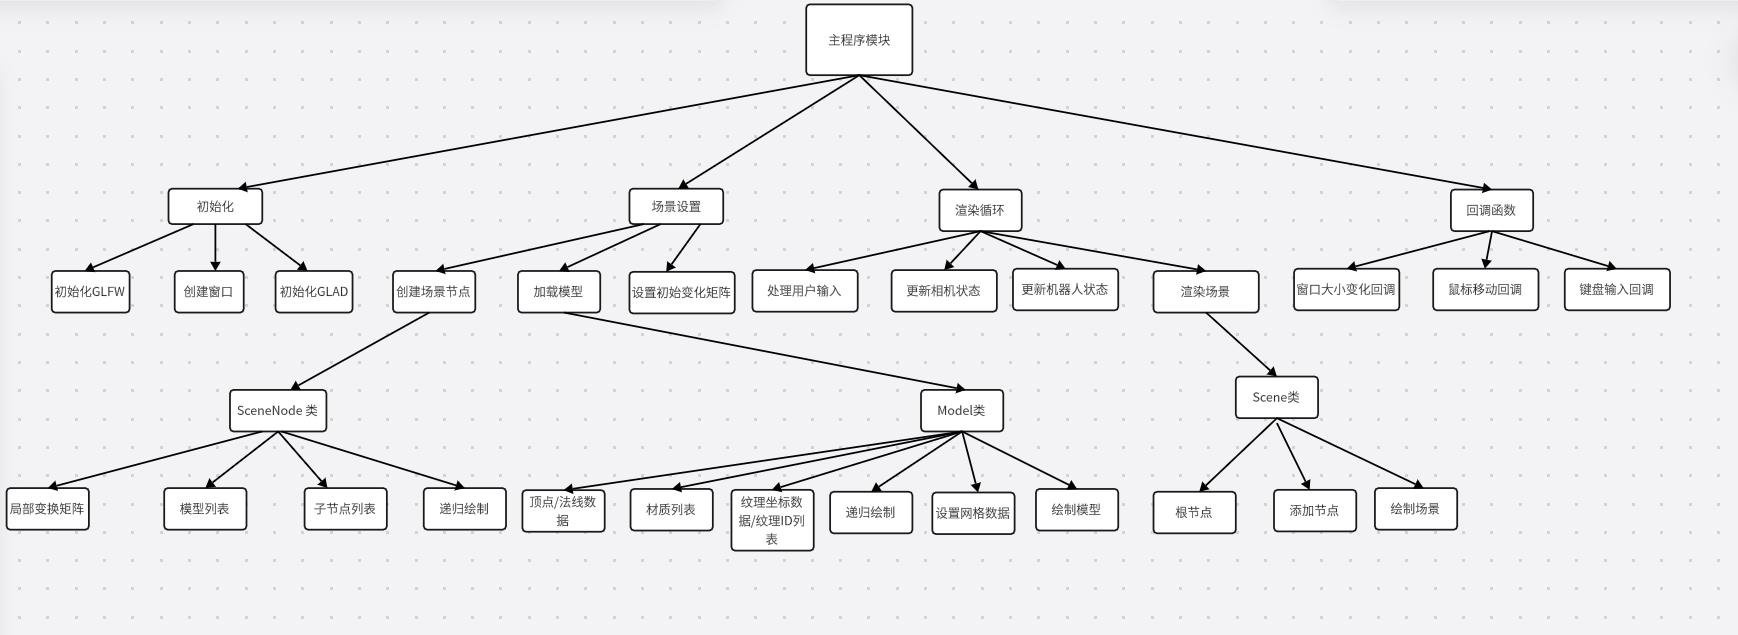 主程序模块
初始化
场景设置
渲染循环
回调函数
初始化GLFW
创建窗口
初始化GLAD
创建场景节点
加载模型
设置初始变化矩阵
处理用户输入
更新相机状态
更新机器人状态
渲染场景
窗口大小变化回调
鼠标移动回调
键盘输入回调
SceneNode 类
Model类
Scene类
局部变换矩阵
模型列表
子节点列表
递归绘制
顶点/法线数
据
材质列表
纹理坐标数
据/纹理ID列
表
递归绘制
设置网格数据
绘制模型
根节点
添加节点
绘制场景